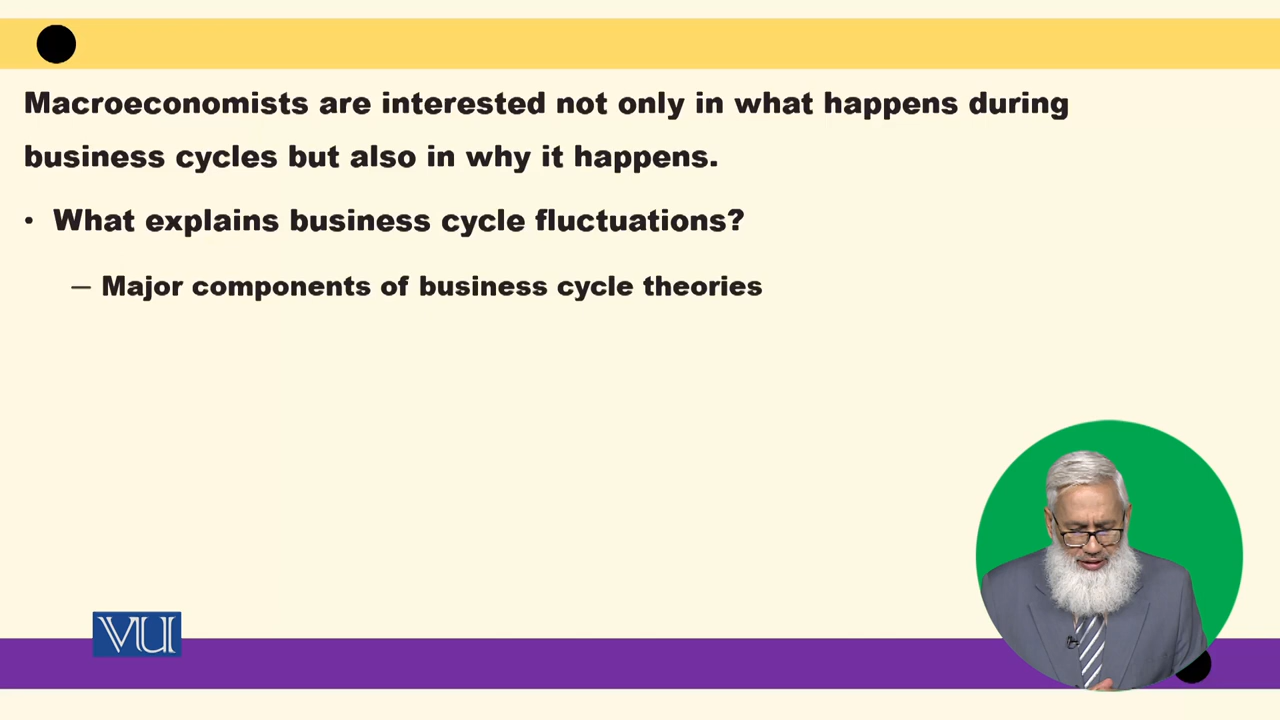 Macroeconomists are interested not only in what happens during
business cycles but also in why it happens.
• What explains business cycle fluctuations?
– Major components of business cycle theories
VU